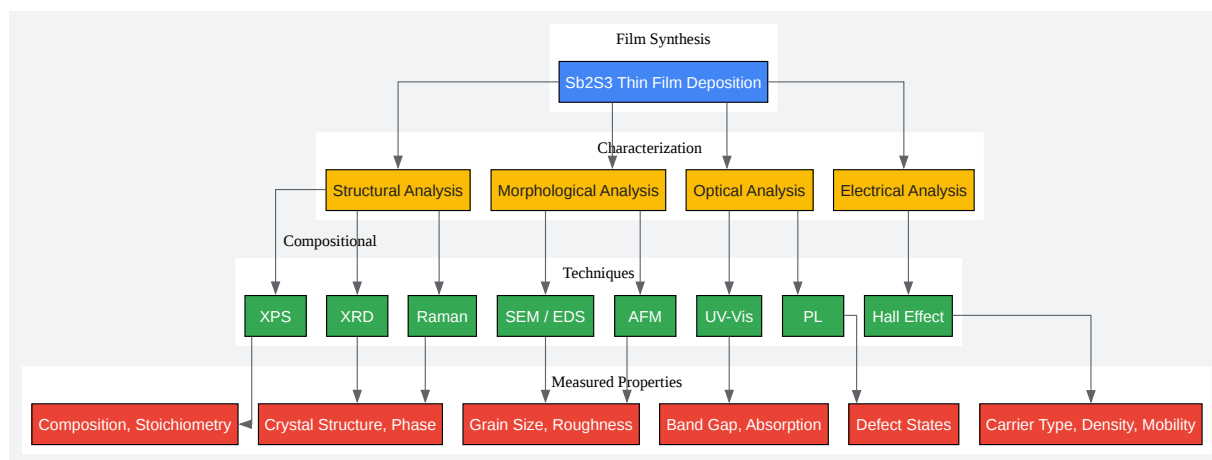 Film Synthesis
Sb2S3 Thin Film Deposition
Characterization
Structural Analysis
Morphological Analysis
Optical Analysis
Electrical Analysis
Compositional
Techniques
XPS
XRD
Raman
SEM / EDS
AFM
UV-Vis
PL
Hall Effect
Measured Properties
Composition, Stoichiometry
Crystal Structure, Phase
Grain Size, Roughness
Band Gap, Absorption
Defect States
Carrier Type, Density, Mobility